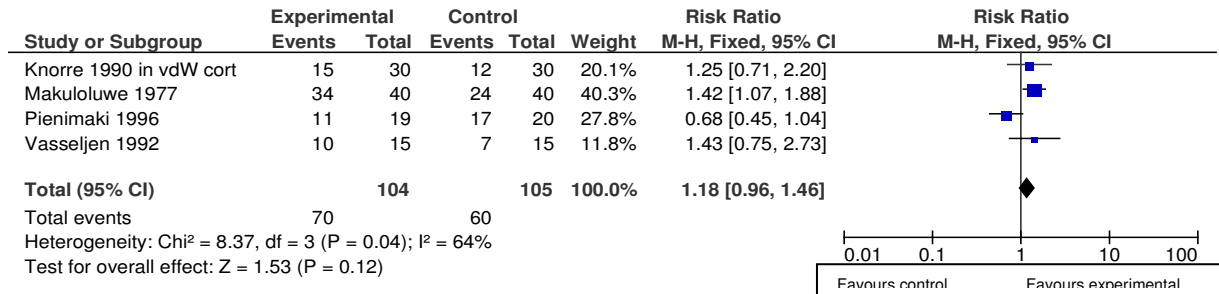 Experimental Control Risk Ratio Risk Ratio
Study or Subgroup Events Total Events Total Weight M-H, Fixed, 95% CI M-H, Fixed, 95% CI
Knorre 1990 in vdW cort 15 30 12 30 20.1% 1.25 [0.71, 2.20]
Makuloluwe 1977 34 40 24 40 40.3% 1.42 [1.07, 1.88]
Pienimaki 1996 11 19 17 20 27.8% 0.68 [0.45, 1.04]
Vasseljen 1992 10 15 7 15 11.8% 1.43 [0.75, 2.73]
Total (95% CI) 104 105 100.0% 1.18 [0.96, 1.46]
Total events 70 60
Heterogeneity: Chi² = 8.37, df = 3 (P = 0.04); I² = 64%
Test for overall effect: Z = 1.53 (P = 0.12)
0.01 0.1 1 10 100
Favours control Favours experimental